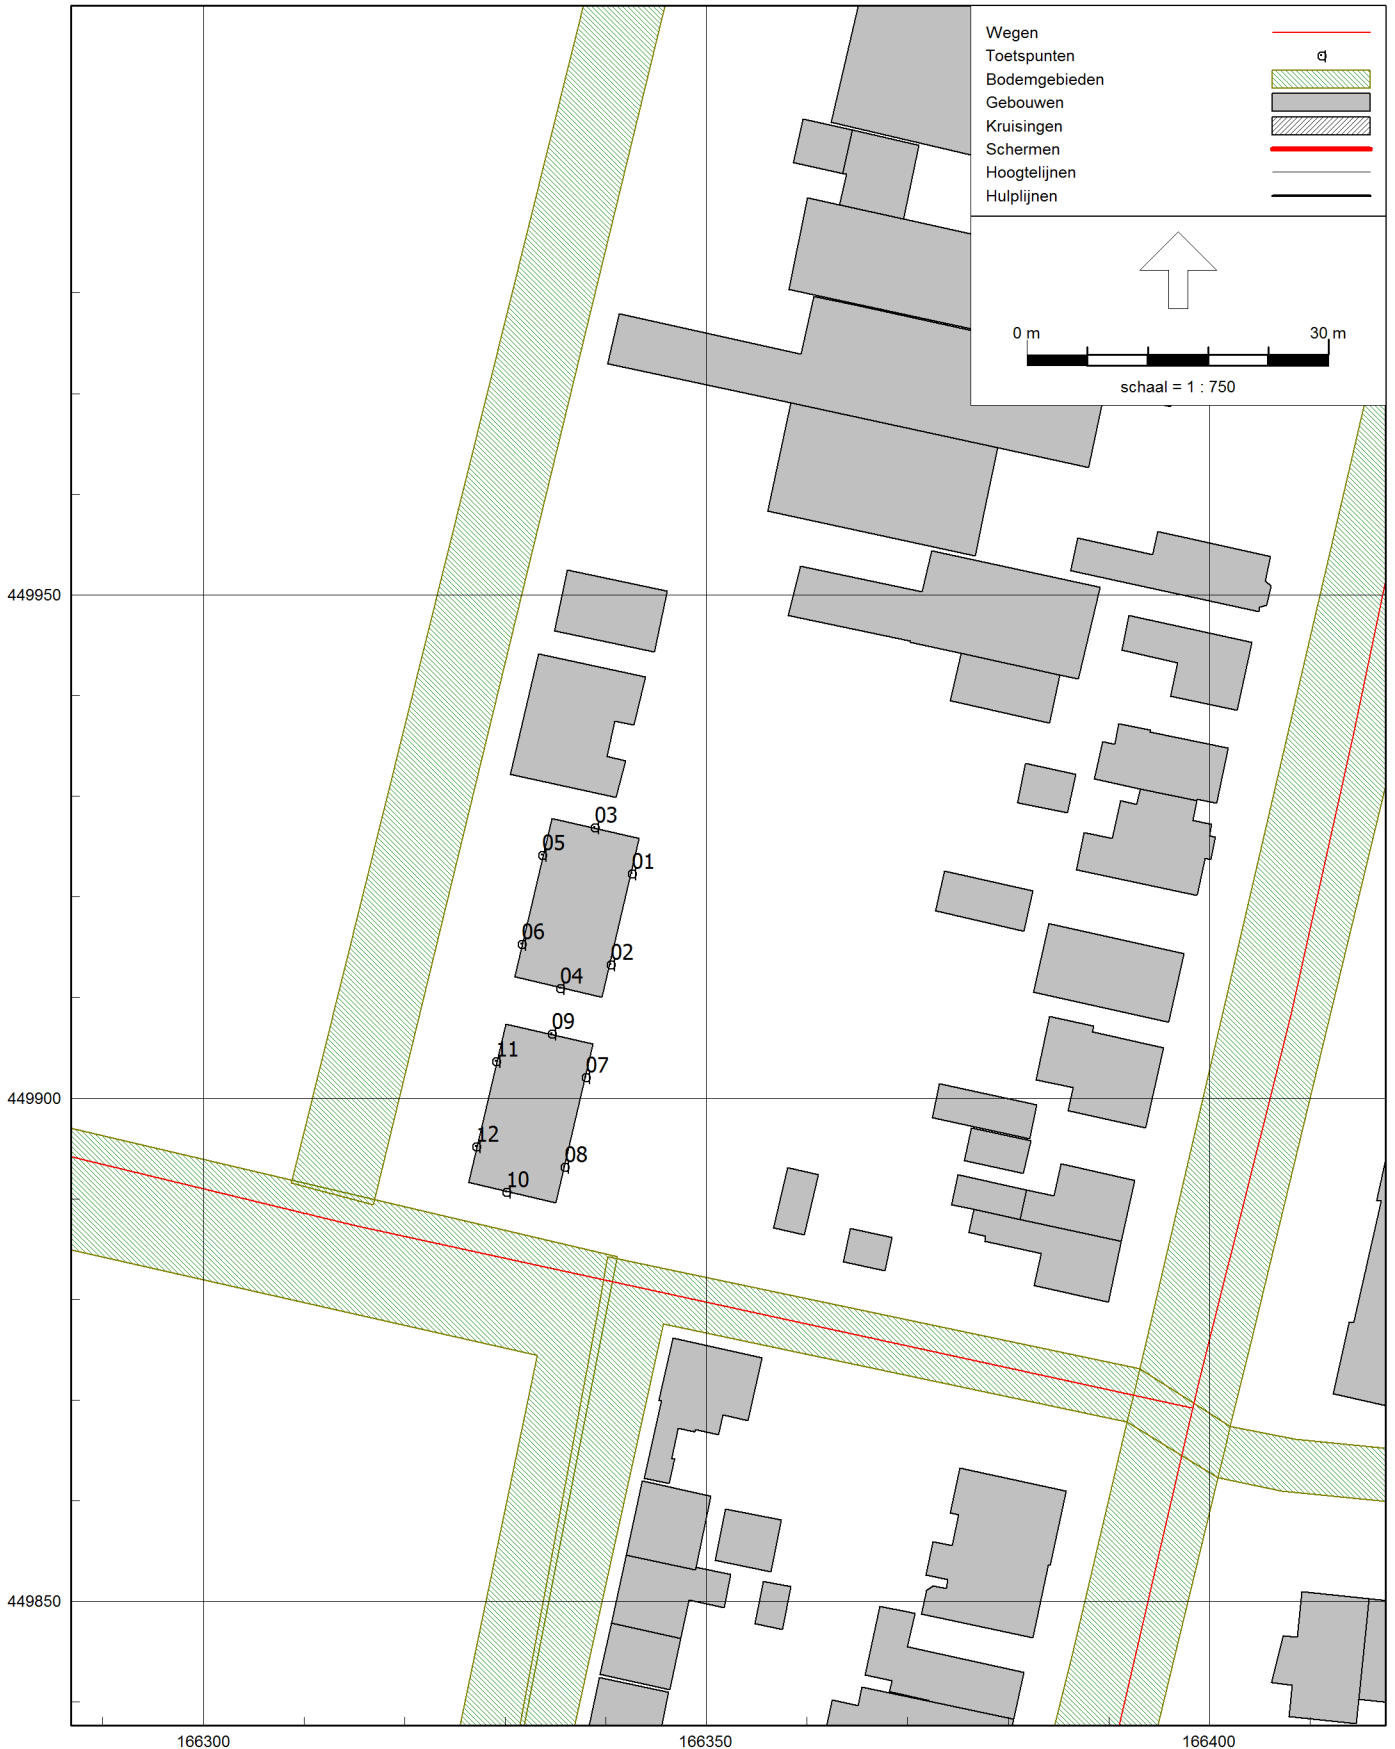 Wegen
Toetspunten
Bodemgebieden
Gebouwen
Kruisingen
Schermen
Hoogtelijnen
Hulplijnen
0 m 30 m
schaal = 1 : 750
449950
03
05
01
06
02
04
09
11
07
449900
12
08
10
449850
166300 166350 166400